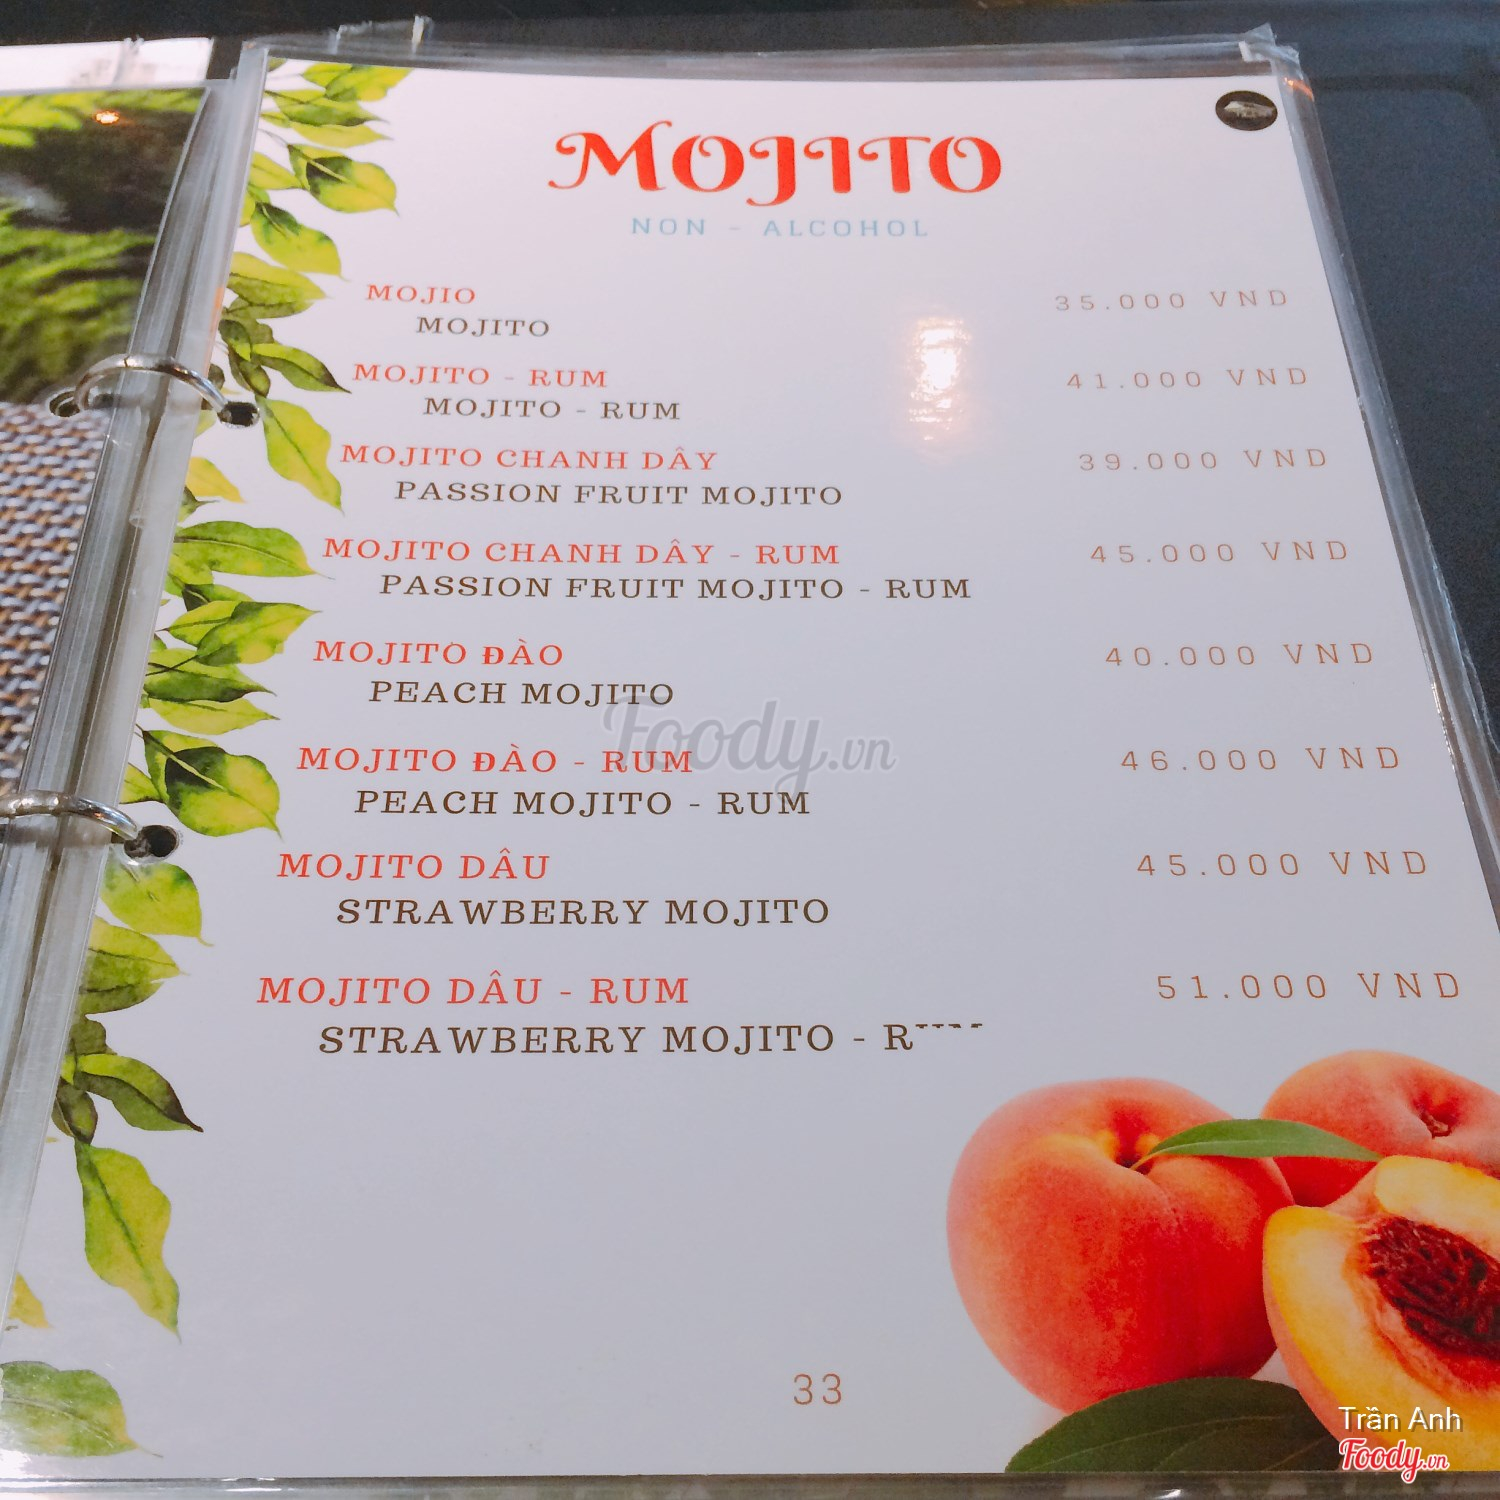 MOJITO
NON - ALCOHOL
MOJIO 35.000 VND
MOJITO
MOJITO - RUM 41.000 VND
MOJITO - RUM
MOJITO CHANH DÂY 39.000 VND
PASSION FRUIT MOJITO
MOJITO CHANH DÂY - RUM 45.000 VND
PASSION FRUIT MOJITO - RUM
MOJITO ĐÀO 40.000 VND
PEACH MOJITO
Foody.vn
MOJITO ĐÀO - RUM 46.000 VND
PEACH MOJITO - RUM
MOJITO DÂU 45.000 VND
STRAWBERRY MOJITO
MOJITO DÂU - RUM 51.000 VND
STRAWBERRY MOJITO - RUM
33
Trần Anh
Foody.vn